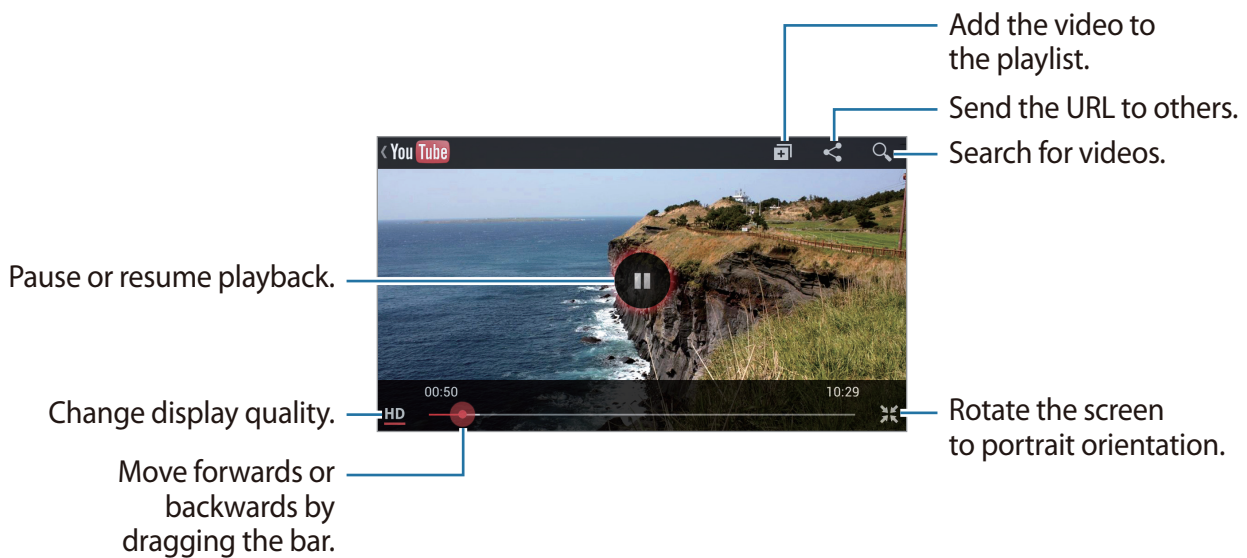 Add the video to
the playlist.
Send the URL to others.
Search for videos.
You Tube
Pause or resume playback.
00:50
10:29
Change display quality.
HD
Rotate the screen
to portrait orientation.
Move forwards or
backwards by
dragging the bar.